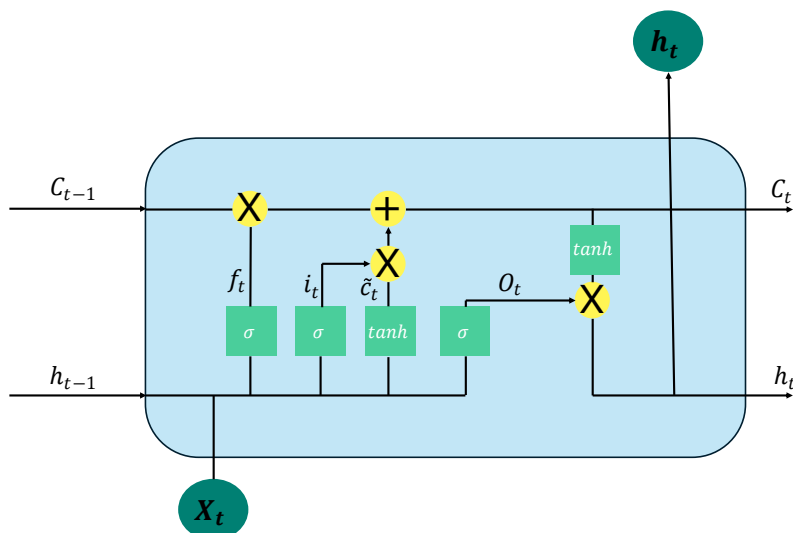 h_t
C_{t-1}
X
+
C_t
tanh
X
f_t
i_t
c̃_t
O_t
X
σ
σ
tanh
σ
h_{t-1}
h_t
X_t